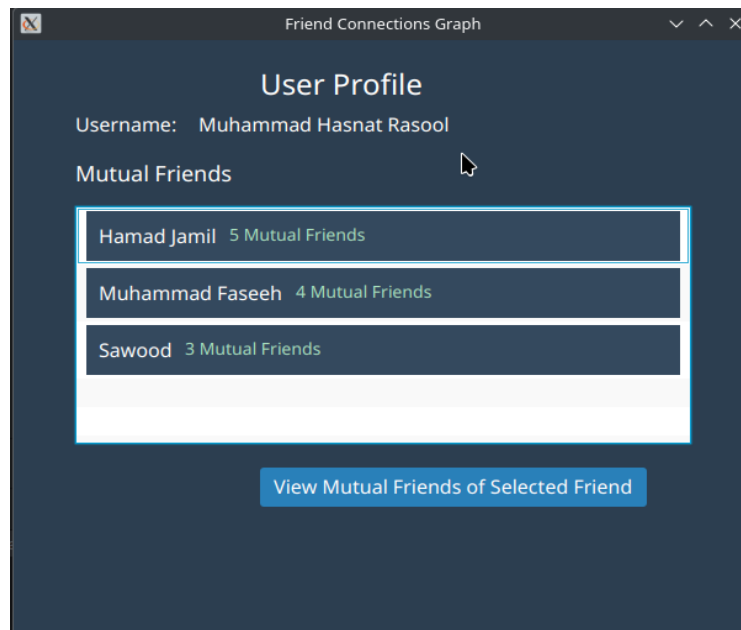 Friend Connections Graph
User Profile
Username: Muhammad Hasnat Rasool
Mutual Friends
Hamad Jamil 5 Mutual Friends
Muhammad Faseeh 4 Mutual Friends
Sawood 3 Mutual Friends
View Mutual Friends of Selected Friend